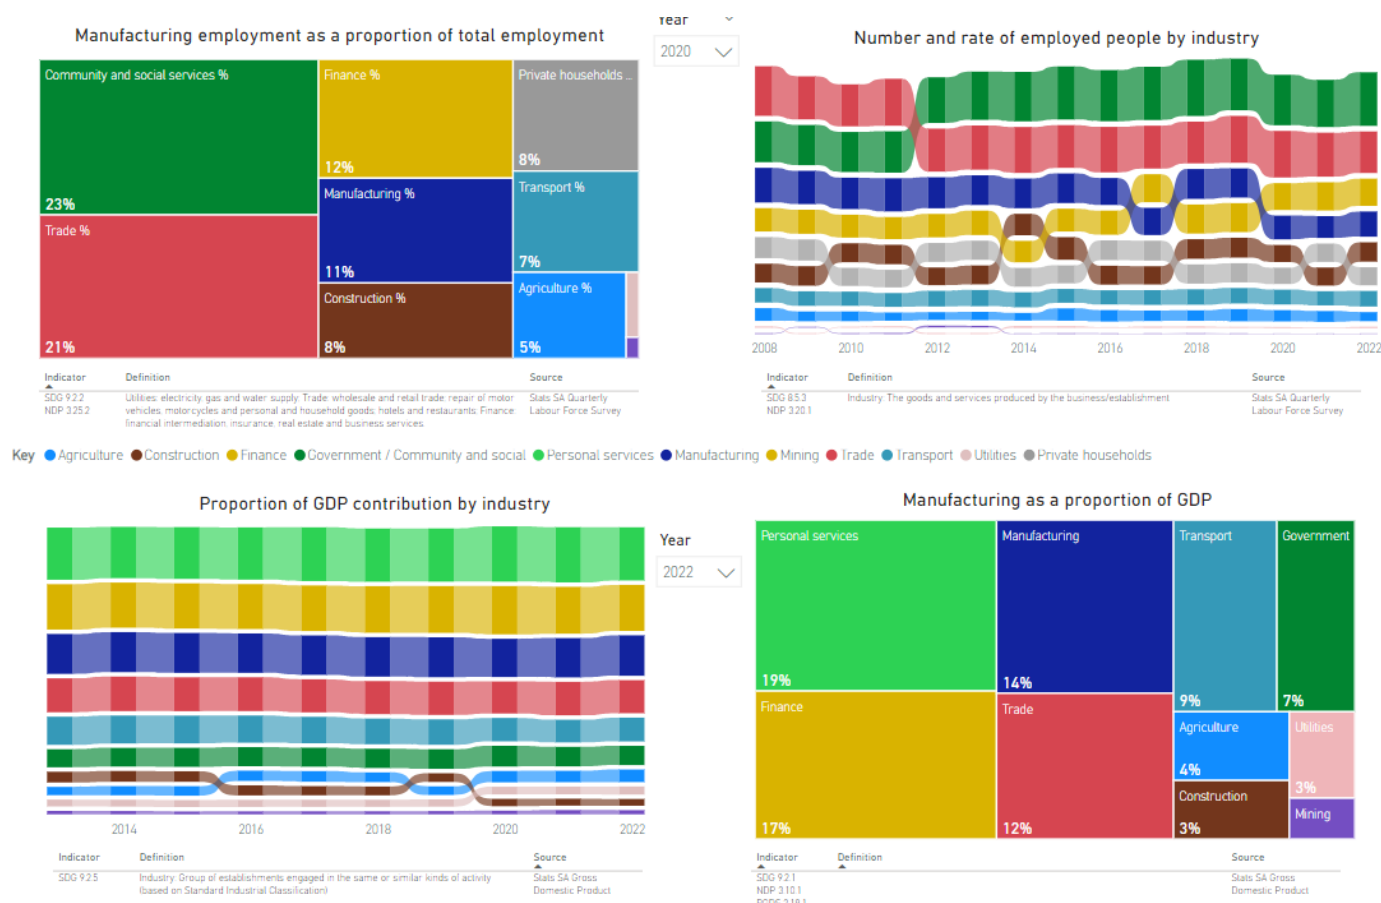 Manufacturing employment as a proportion of total employment
Year
2020
Community and social services %
23%
Trade %
21%
Finance %
12%
Manufacturing %
11%
Construction %
8%
Private households ...
8%
Transport %
7%
Agriculture %
5%
Indicator Definition Source
SDG 9.2.2 Utilities: electricity, gas and water supply. Trade: wholesale and retail trade; repair of motor Stats SA Quarterly
NDP 3.25.2 vehicles, motorcycles and personal and household goods; hotels and restaurants. Finance: Labour Force Survey
financial intermediation, insurance, real estate and business services
Number and rate of employed people by industry
2008 2010 2012 2014 2016 2018 2020 2022
Indicator Definition Source
SDG 8.5.3 Industry: The goods and services produced by the business/establishment Stats SA Quarterly
NDP 3.20.1 Labour Force Survey
Key Agriculture Construction Finance Government / Community and social Personal services Manufacturing Mining Trade Transport Utilities Private households
Proportion of GDP contribution by industry
2014 2016 2018 2020 2022
Indicator Definition Source
SDG 9.2.5 Industry: Group of establishments engaged in the same or similar kinds of activity Stats SA Gross
(based on Standard Industrial Classification) Domestic Product
Year
2022
Manufacturing as a proportion of GDP
Personal services
19%
Finance
17%
Manufacturing
14%
Trade
12%
Transport
9%
Government
7%
Agriculture
4%
Construction
3%
Utilities
3%
Mining
Indicator Definition Source
SDG 9.2.1 Stats SA Gross
NDP 3.10.1 Domestic Product